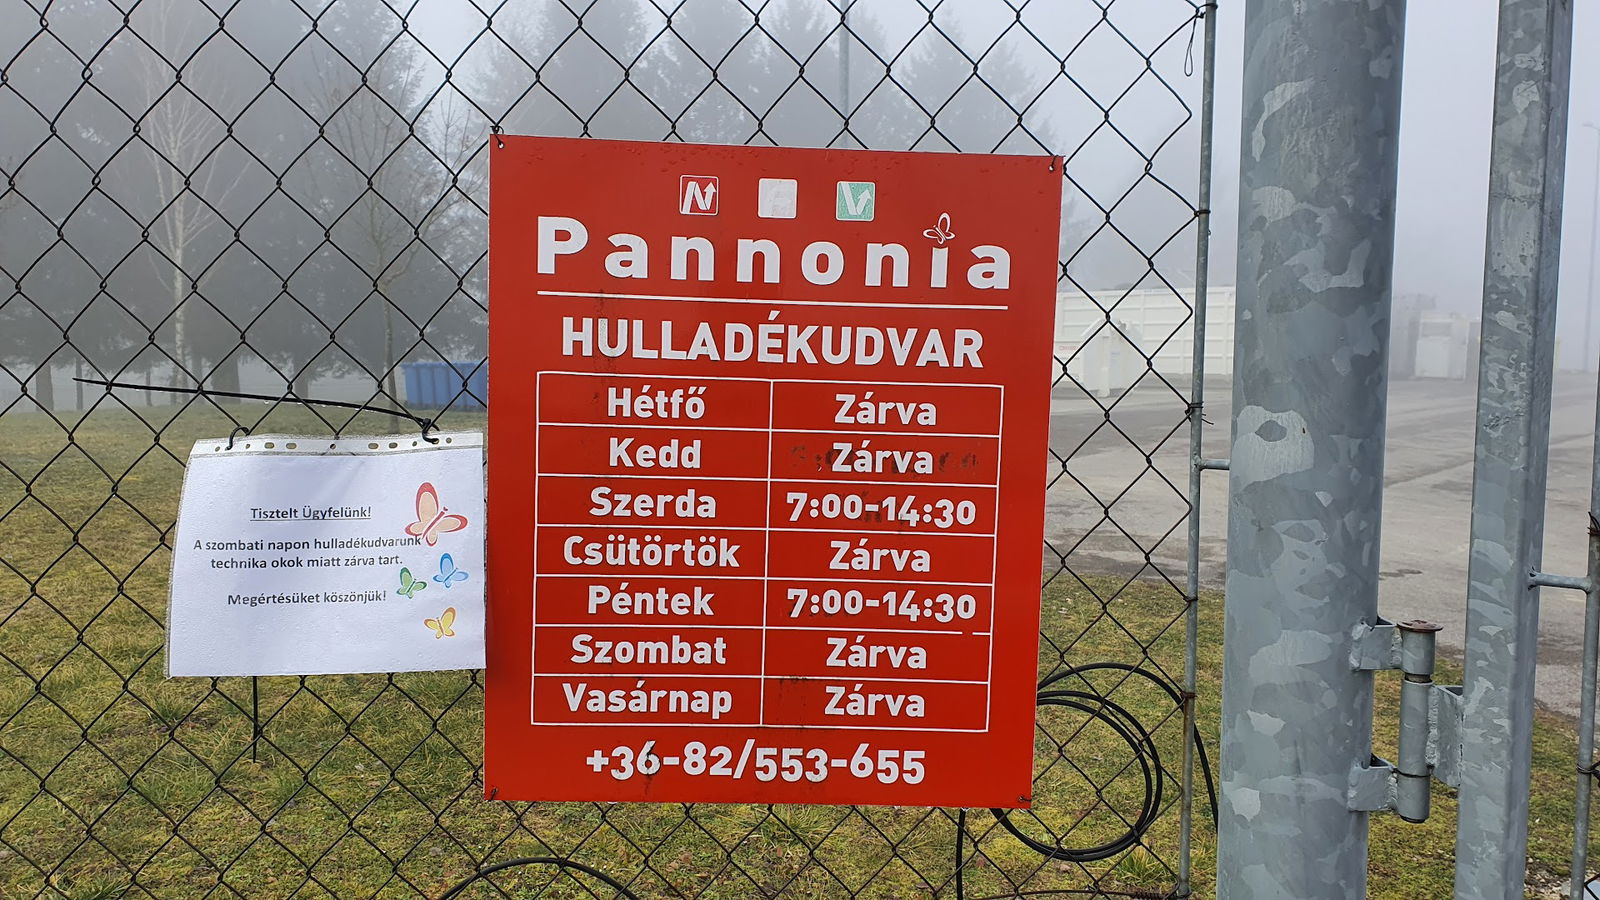 Pannonia
HULLADÉKUDVAR
Hétfő Zárva
Kedd Zárva
Szerda 7:00-14:30
Csütörtök Zárva
Péntek 7:00-14:30
Szombat Zárva
Vasárnap Zárva
+36-82/553-655
Tisztelt Ügyfelünk!
A szombati napon hulladékudvarunk
technika okok miatt zárva tart.
Megértésüket köszönjük!